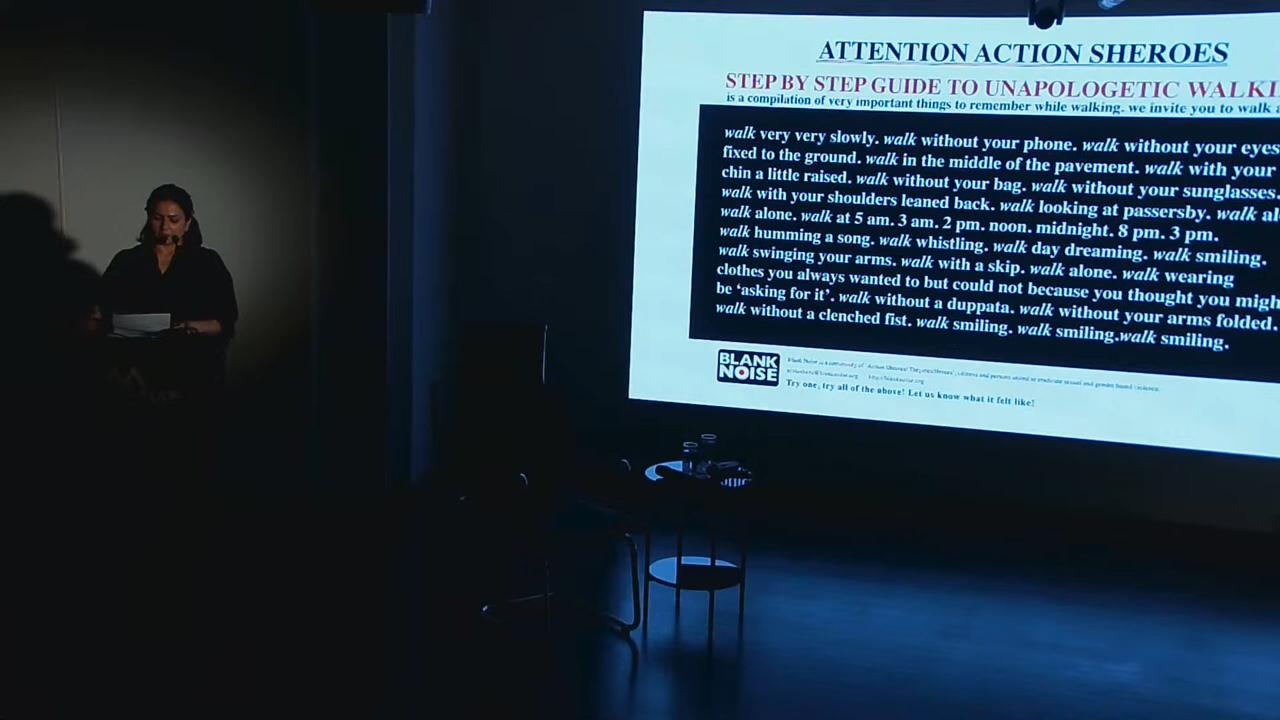 ATTENTION ACTION SHEROES
STEP BY STEP GUIDE TO UNAPOLOGETIC WALKI
is a compilation of very important things to remember while walking. we invite you to walk a
walk very very slowly. walk without your phone. walk without your eyes
fixed to the ground. walk in the middle of the pavement. walk with your
chin a little raised. walk without your bag. walk without your sunglasses.
walk with your shoulders leaned back. walk looking at passersby. walk al
walk alone. walk at 5 am. 3 am. 2 pm. noon. midnight. 8 pm. 3 pm.
walk humming a song. walk whistling. walk day dreaming. walk smiling.
walk swinging your arms. walk with a skip. walk alone. walk wearing
clothes you always wanted to but could not because you thought you migh
be ‘asking for it’. walk without a duppata. walk without your arms folded.
walk without a clenched fist. walk smiling. walk smiling.walk smiling.
BLANK
NOISE
Blank Noise is a community of 'Action Sheroes/
Try one, try all of the above! Let us know what it felt like!